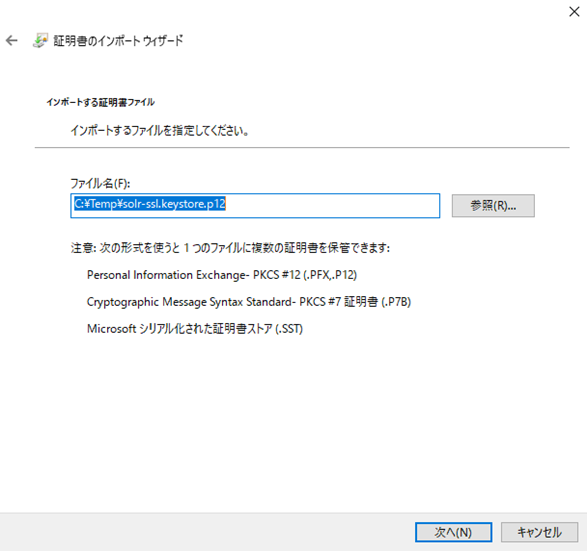 証明書のインポート ウィザード
インポートする証明書ファイル
インポートするファイルを指定してください。
ファイル名(F):
C:¥Temp¥solr-ssl.keystore.p12
参照(R)...
注意: 次の形式を使うと 1 つのファイルに複数の証明書を保管できます:
Personal Information Exchange- PKCS #12 (.PFX,.P12)
Cryptographic Message Syntax Standard- PKCS #7 証明書 (.P7B)
Microsoft シリアル化された証明書ストア (.SST)
次へ(N)
キャンセル